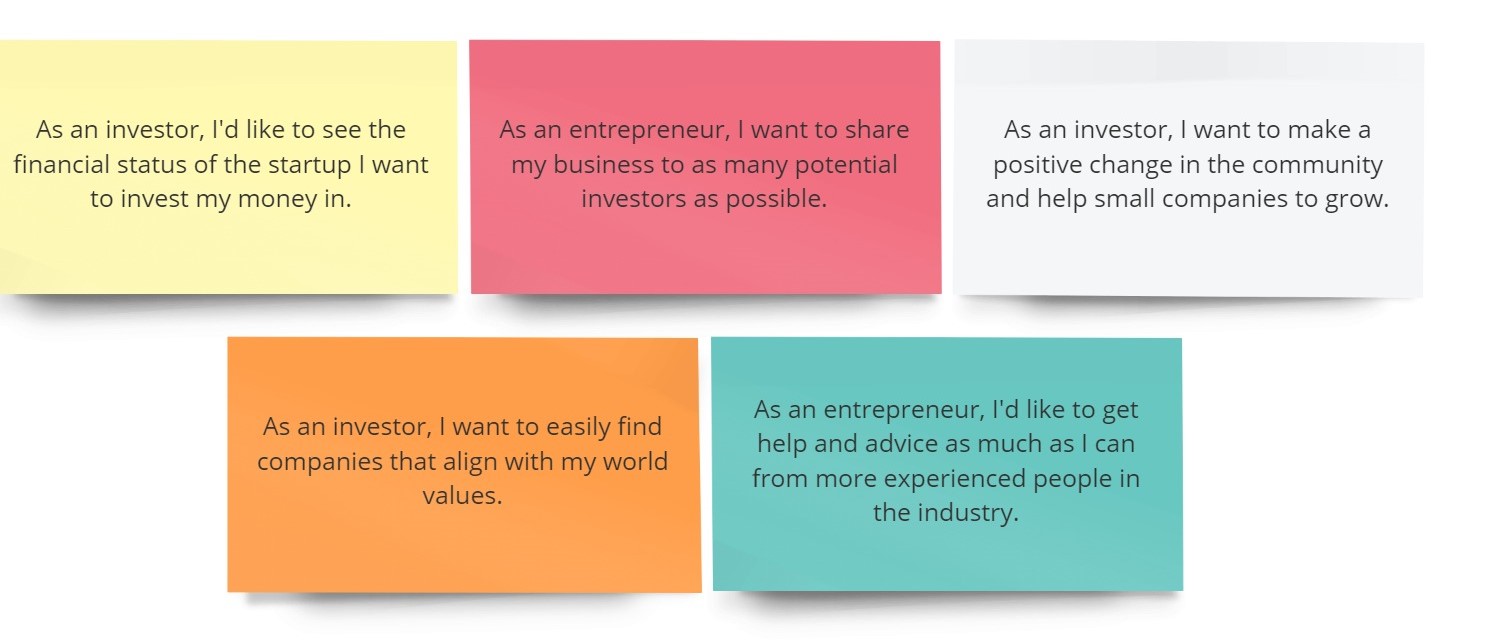 As an investor, I'd like to see the
financial status of the startup I want
to invest my money in.
As an entrepreneur, I want to share
my business to as many potential
investors as possible.
As an investor, I want to make a
positive change in the community
and help small companies to grow.
As an investor, I want to easily find
companies that align with my world
values.
As an entrepreneur, I'd like to get
help and advice as much as I can
from more experienced people in
the industry.